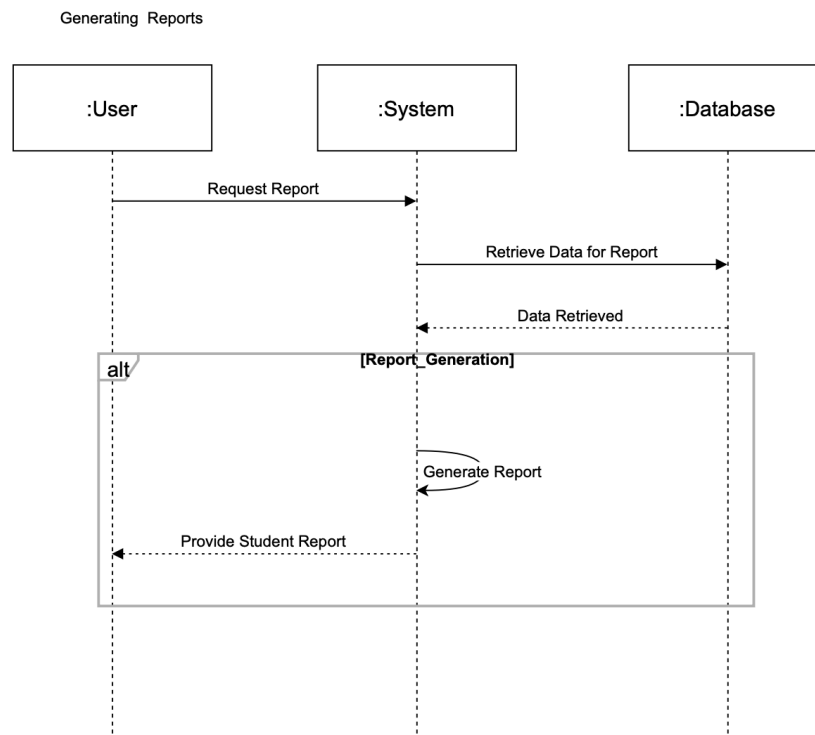 Generating  Reports
:User
:System
:Database
Request Report
Retrieve Data for Report
Data Retrieved
alt
[Report_Generation]
Generate Report
Provide Student Report